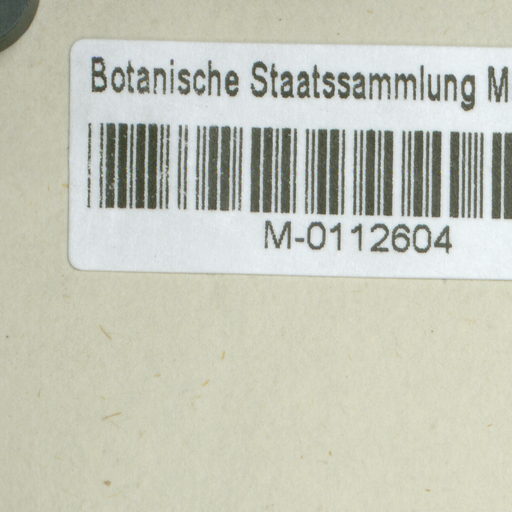 Botanische Staatssammlung M
M-0112604